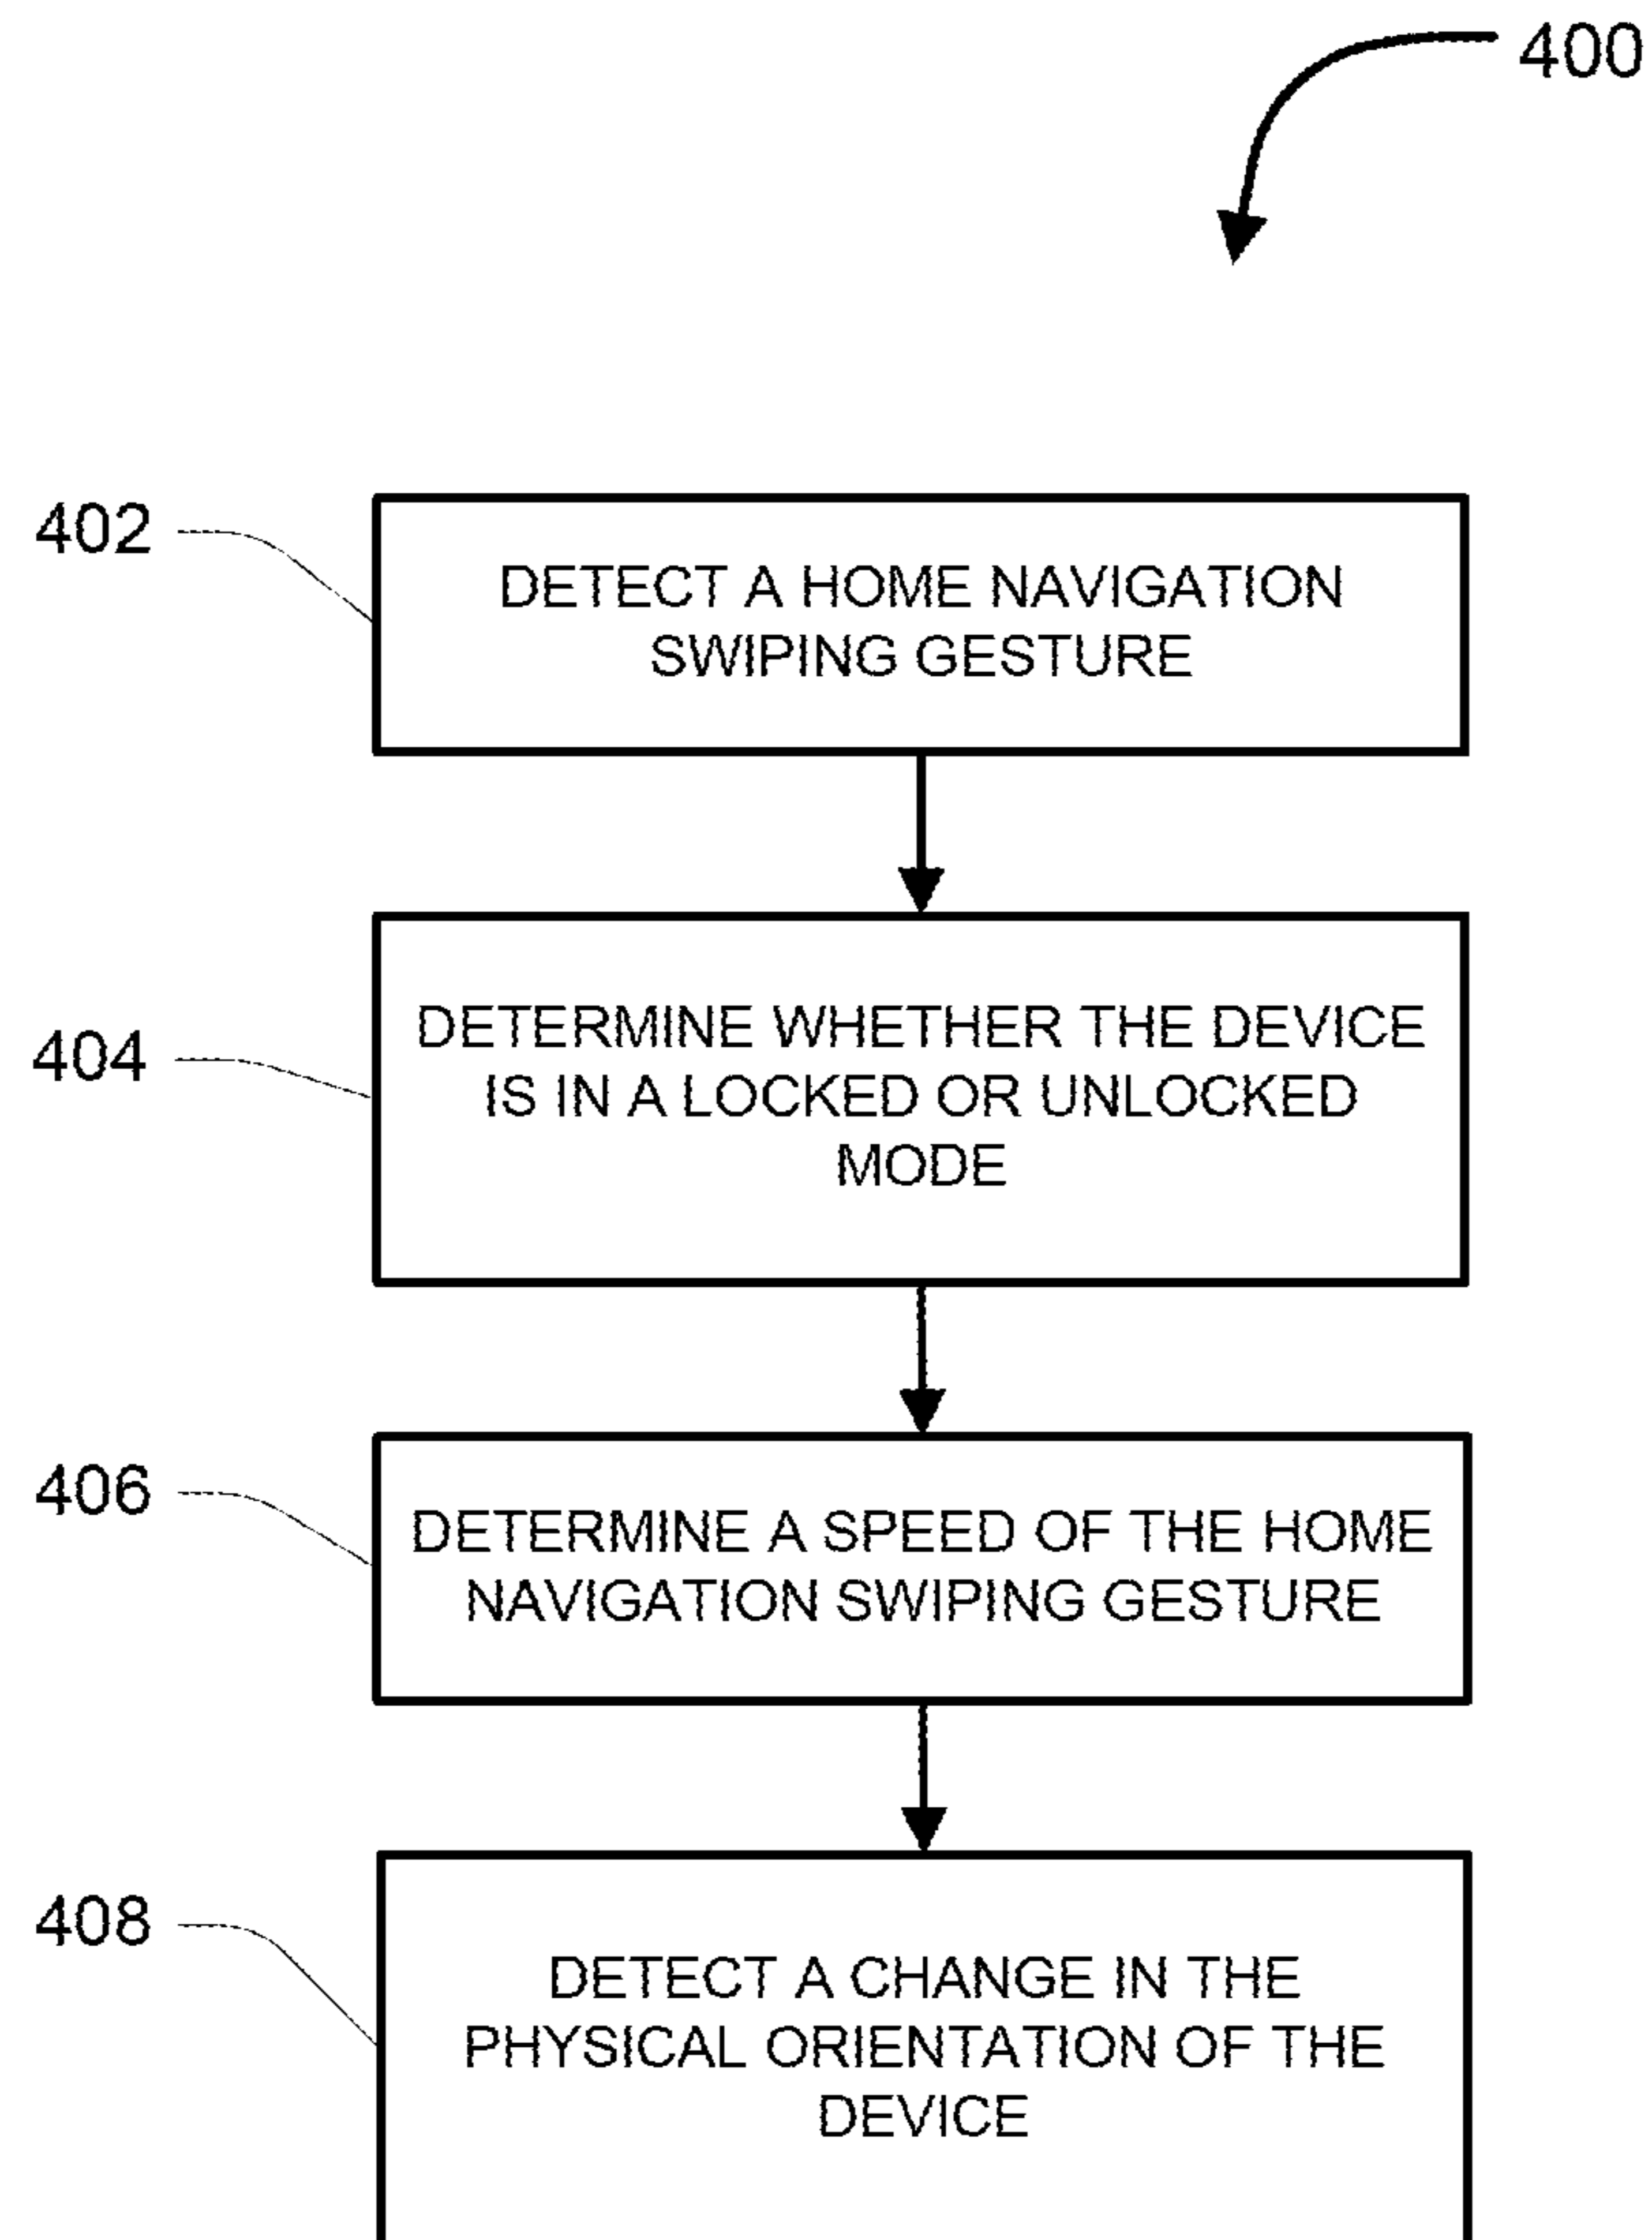 400
402
DETECT A HOME NAVIGATION
SWIPING GESTURE
404
DETERMINE WHETHER THE DEVICE
IS IN A LOCKED OR UNLOCKED
MODE
406
DETERMINE A SPEED OF THE HOME
NAVIGATION SWIPING GESTURE
408
DETECT A CHANGE IN THE
PHYSICAL ORIENTATION OF THE
DEVICE